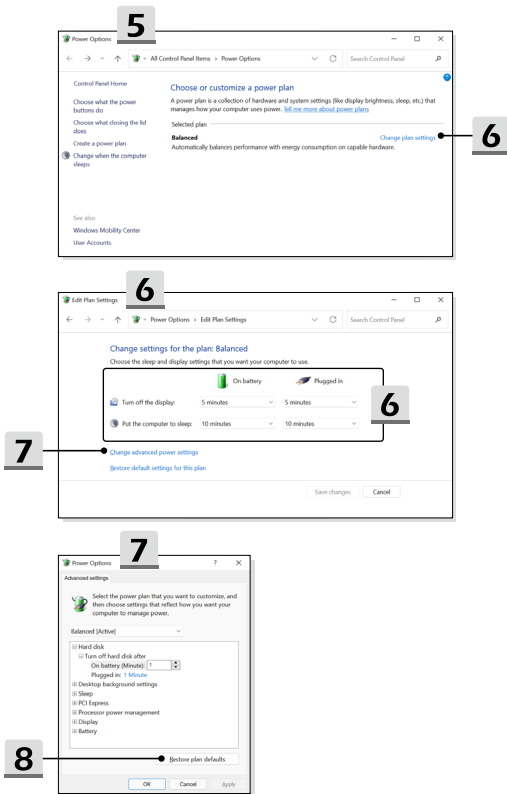 5
Power Options
All Control Panel Items > Power Options
Search Control Panel
Control Panel Home
Choose what the power
buttons do
Choose what closing the lid
does
Create a power plan
Change when the computer
sleeps
See also
Windows Mobility Center
User Accounts
Choose or customize a power plan
A power plan is a collection of hardware and system settings (like display brightness, sleep, etc.) that
manages how your computer uses power. Tell me more about power plans
Selected plan
Balanced
Change plan settings
Automatically balances performance with energy consumption on capable hardware.
?
6
6
Edit Plan Settings
Power Options > Edit Plan Settings
Search Control Panel
Change settings for the plan: Balanced
Choose the sleep and display settings that you want your computer to use.
On battery
Plugged in
Turn off the display:
5 minutes
5 minutes
Put the computer to sleep:
10 minutes
10 minutes
6
7
Change advanced power settings
Restore default settings for this plan
Save changes
Cancel
7
Power Options
?
Advanced settings
Select the power plan that you want to customize, and
then choose settings that reflect how you want your
computer to manage power.
Balanced [Active]
Hard disk
Turn off hard disk after
On battery (Minute): 1
Plugged in: 1 Minute
Desktop background settings
Sleep
PCI Express
Processor power management
Display
Battery
8
Restore plan defaults
OK
Cancel
Apply